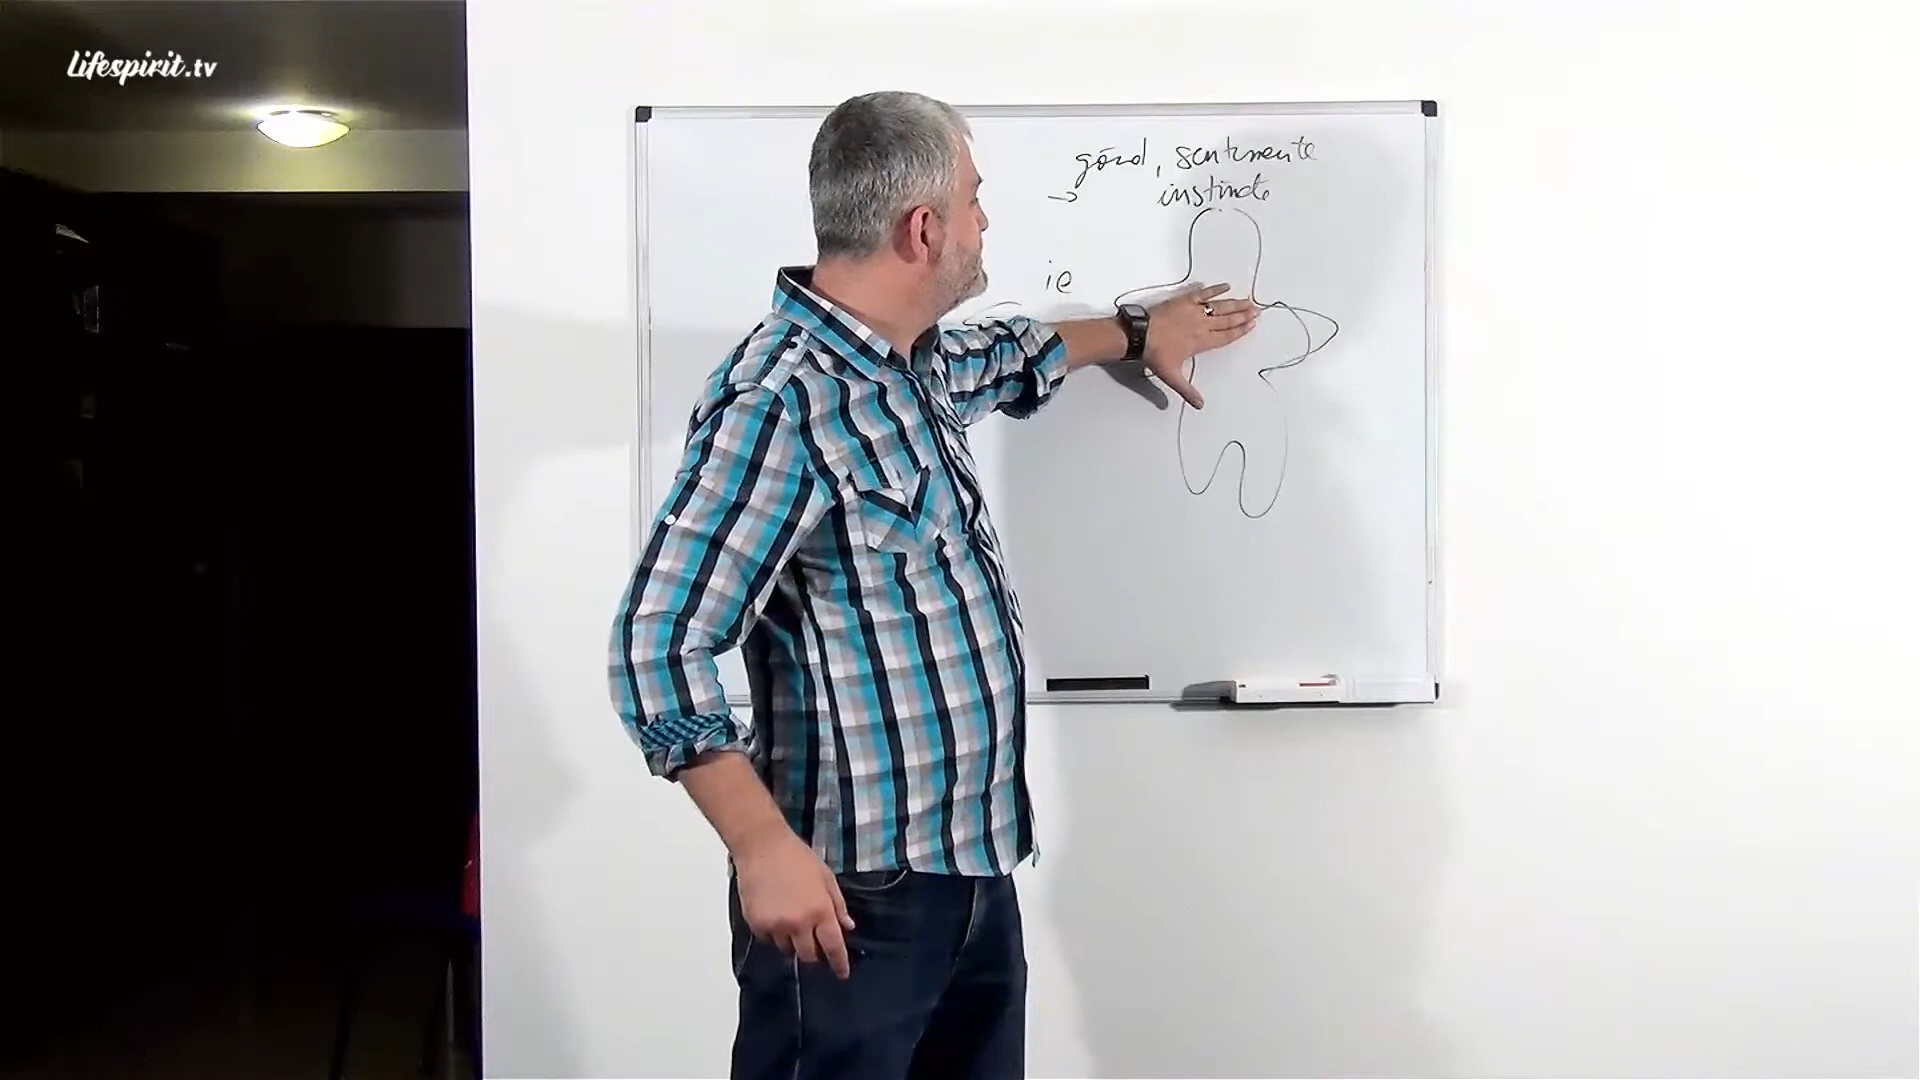 Lifespirit.tv
gând, sentimente
→ instincte
ie